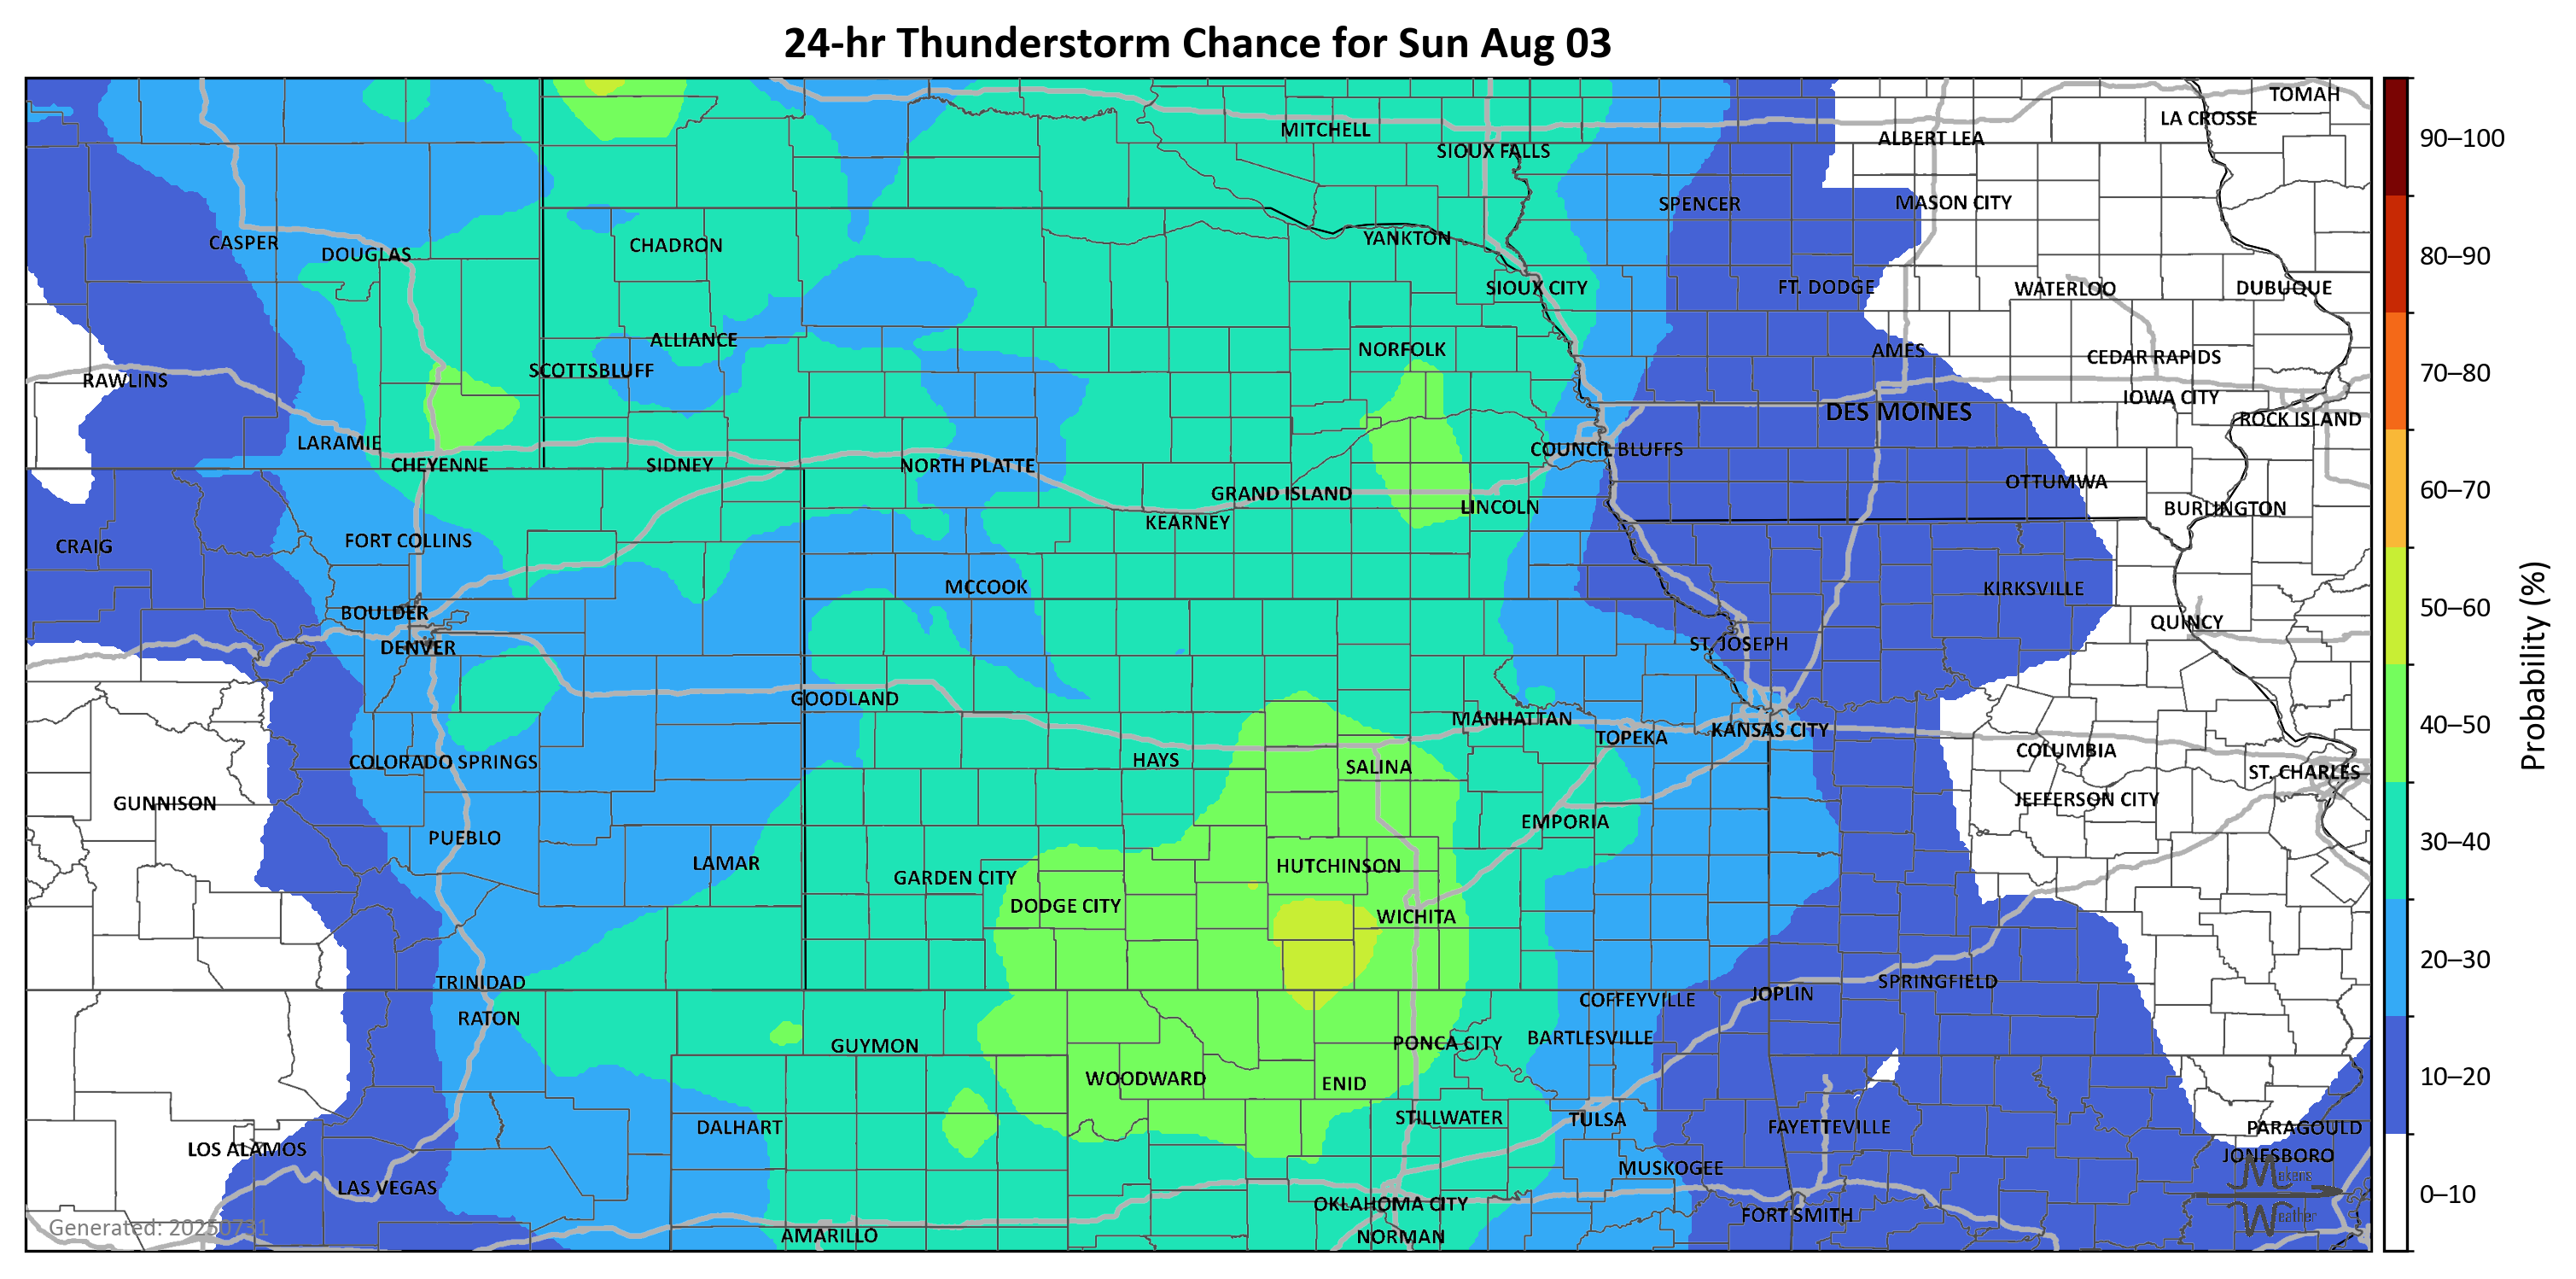 24-hr Thunderstorm Chance for Sun Aug 03
TOMAH
LA CROSSE
MITCHELL
ALBERT LEA
SIOUX FALLS
SPENCER
MASON CITY
CASPER
DOUGLAS
CHADRON
YANKTON
SIOUX CITY
FT. DODGE
WATERLOO
DUBUQUE
ALLIANCE
NORFOLK
AMES
CEDAR RAPIDS
SCOTTSBLUFF
RAWLINS
IOWA CITY
DES MOINES
ROCK ISLAND
LARAMIE
COUNCIL BLUFFS
CHEYENNE
SIDNEY
NORTH PLATTE
OTTUMWA
GRAND ISLAND
LINCOLN
BURLINGTON
KEARNEY
CRAIG
FORT COLLINS
MCCOOK
KIRKSVILLE
BOULDER
QUINCY
DENVER
ST. JOSEPH
GOODLAND
MANHATTAN
KANSAS CITY
TOPEKA
COLUMBIA
COLORADO SPRINGS
HAYS
SALINA
ST. CHARLES
GUNNISON
JEFFERSON CITY
EMPORIA
PUEBLO
LAMAR
HUTCHINSON
GARDEN CITY
DODGE CITY
WICHITA
TRINIDAD
SPRINGFIELD
JOPLIN
COFFEYVILLE
RATON
BARTLESVILLE
GUYMON
PONCA CITY
WOODWARD
ENID
STILLWATER
TULSA
DALHART
FAYETTEVILLE
PARAGOULD
LOS ALAMOS
JONESBORO
MUSKOGEE
LAS VEGAS
OKLAHOMA CITY
FORT SMITH
AMARILLO
NORMAN
Generated: 20250731
Makens
Weather
90–100
80–90
70–80
60–70
50–60
40–50
30–40
20–30
10–20
0–10
Probability (%)